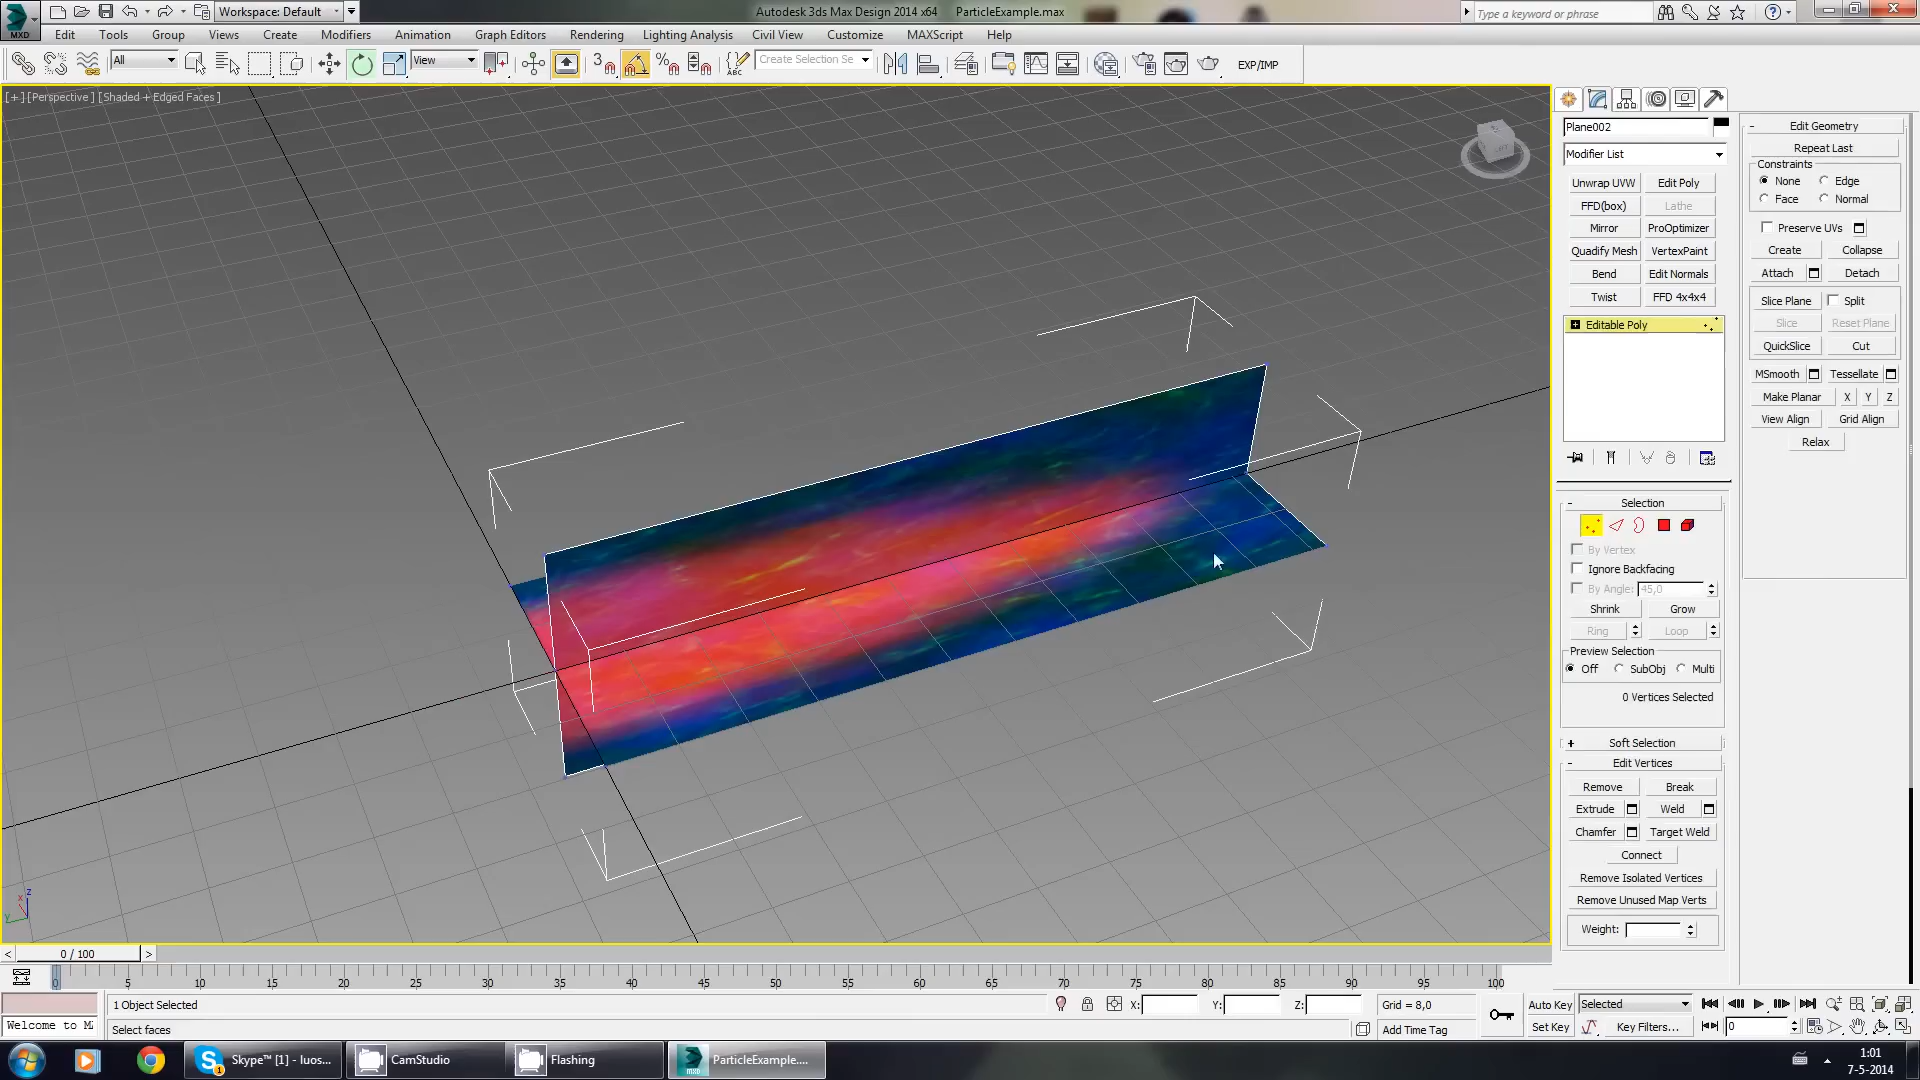 Workspace: Default
Autodesk 3ds Max Design 2014 x64 ParticleExample.max
Type a keyword or phrase
MXD
Edit Tools Group Views Create Modifiers Animation Graph Editors Rendering Lighting Analysis Civil View Customize MAXScript Help
All View 3 Create Selection Se EXP/IMP
[+] [Perspective ] [Shaded + Edged Faces ]
Plane002
Modifier List
Unwrap UVW Edit Poly
FFD(box) Lathe
Mirror ProOptimizer
Quadify Mesh VertexPaint
Bend Edit Normals
Twist FFD 4x4x4
Editable Poly
Selection
By Vertex
Ignore Backfacing
By Angle: 45,0
Shrink Grow
Ring Loop
Preview Selection
Off SubObj Multi
0 Vertices Selected
Soft Selection
Edit Vertices
Remove Break
Extrude Weld
Chamfer Target Weld
Connect
Remove Isolated Vertices
Remove Unused Map Verts
Weight:
Edit Geometry
Repeat Last
Constraints
None Edge
Face Normal
Preserve UVs
Create Collapse
Attach Detach
Slice Plane Split
Slice Reset Plane
QuickSlice Cut
MSmooth Tessellate
Make Planar X Y Z
View Align Grid Align
Relax
z
x
y
< 0 / 100 >
0 5 10 15 20 25 30 35 40 45 50 55 60 65 70 75 80 85 90 95 100
1 Object Selected X: Y: Z: Grid = 8,0 Auto Key Selected
Welcome to M Select faces Add Time Tag Set Key Key Filters... 0
Skype™ [1] - luos... CamStudio Flashing ParticleExample....
1:01
7-5-2014